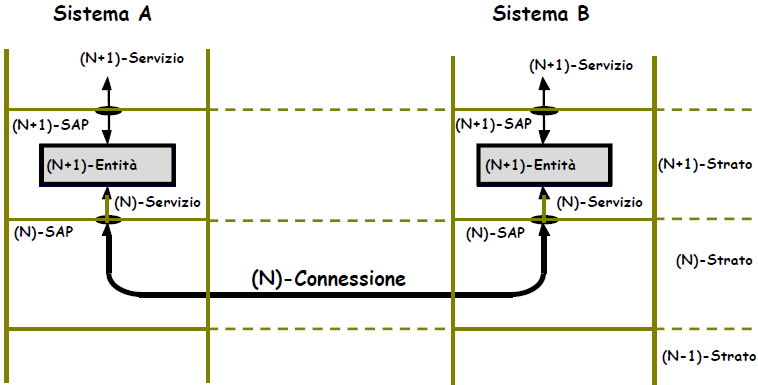 Sistema A
Sistema B
(N+1)-Servizio
(N+1)-Servizio
(N+1)-SAP
(N+1)-SAP
(N+1)-Entità
(N+1)-Entità
(N+1)-Strato
(N)-Servizio
(N)-Servizio
(N)-SAP
(N)-SAP
(N)-Strato
(N)-Connessione
(N-1)-Strato